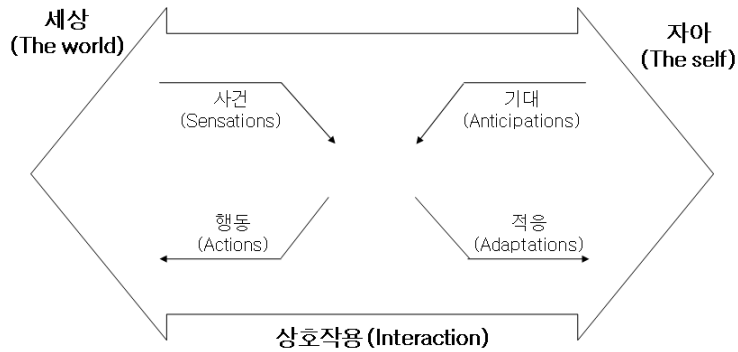 세상
(The world)
자아
(The self)
사건
(Sensations)
기대
(Anticipations)
행동
(Actions)
적응
(Adaptations)
상호작용(Interaction)